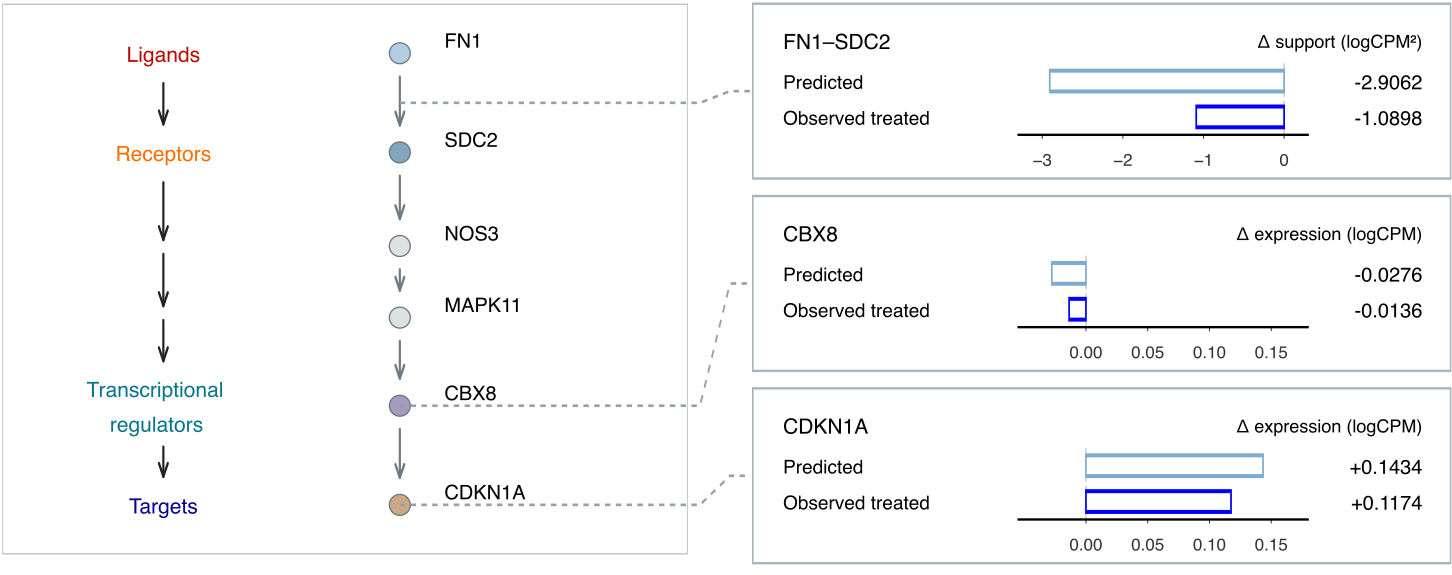 Ligands
Receptors
Transcriptional
regulators
Targets
FN1
SDC2
NOS3
MAPK11
CBX8
CDKN1A
FN1–SDC2 Δ support (logCPM²)
Predicted -2.9062
Observed treated -1.0898
−3 −2 −1 0
CBX8 Δ expression (logCPM)
Predicted -0.0276
Observed treated -0.0136
0.00 0.05 0.10 0.15
CDKN1A Δ expression (logCPM)
Predicted +0.1434
Observed treated +0.1174
0.00 0.05 0.10 0.15